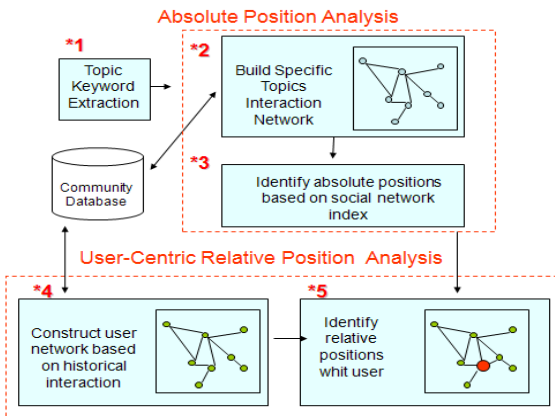 Absolute Position Analysis
*1
Topic
Keyword
Extraction
*2
Build Specific
Topics
Interaction
Network
*3
Identify absolute positions
based on social network
index
Community
Database
User-Centric Relative Position Analysis
*4
Construct user
network based
on historical
interaction
*5
Identify
relative
positions
whit user